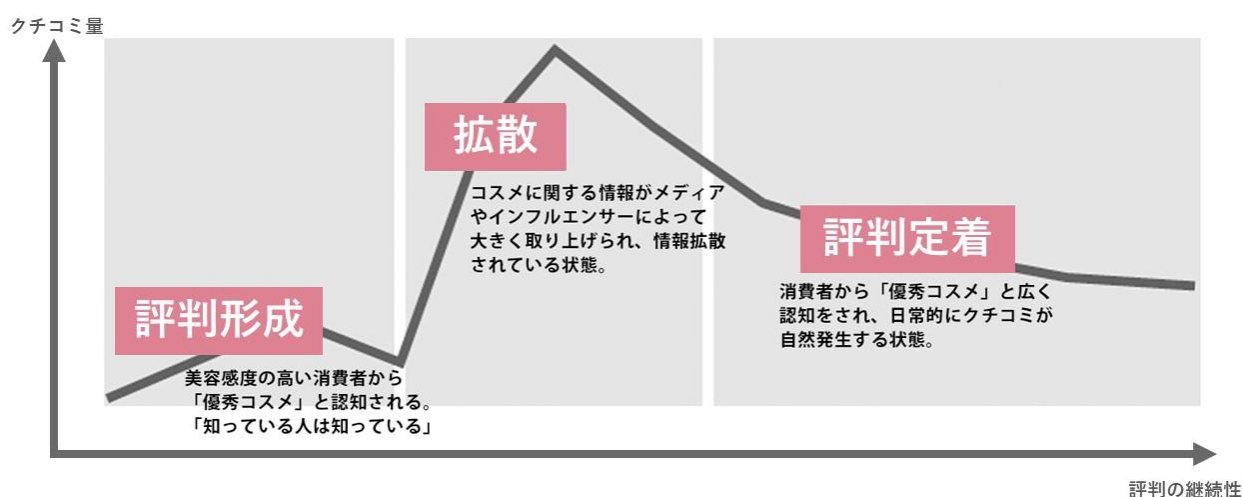 クチコミ量
拡散
コスメに関する情報がメディア
やインフルエンサーによって
大きく取り上げられ、情報拡散
されている状態。
評判定着
消費者から「優秀コスメ」と広く
認知をされ、日常的にクチコミが
自然発生する状態。
評判形成
美容感度の高い消費者から
「優秀コスメ」と認知される。
「知っている人は知っている」
評判の継続性